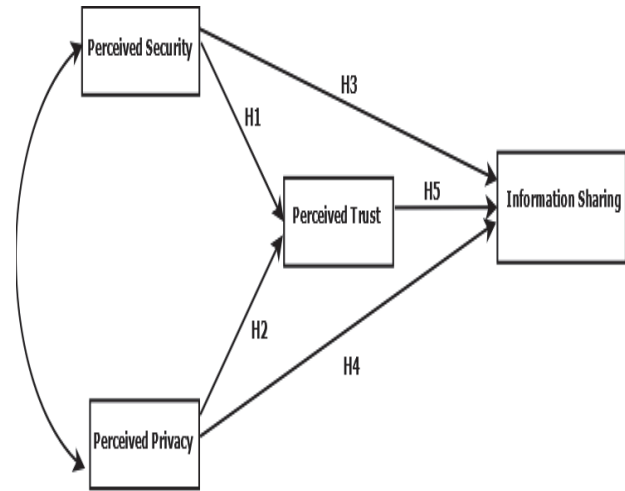 Perceived Security
H3
H1
Information Sharing
H5
Perceived Trust
H2
H4
Perceived Privacy